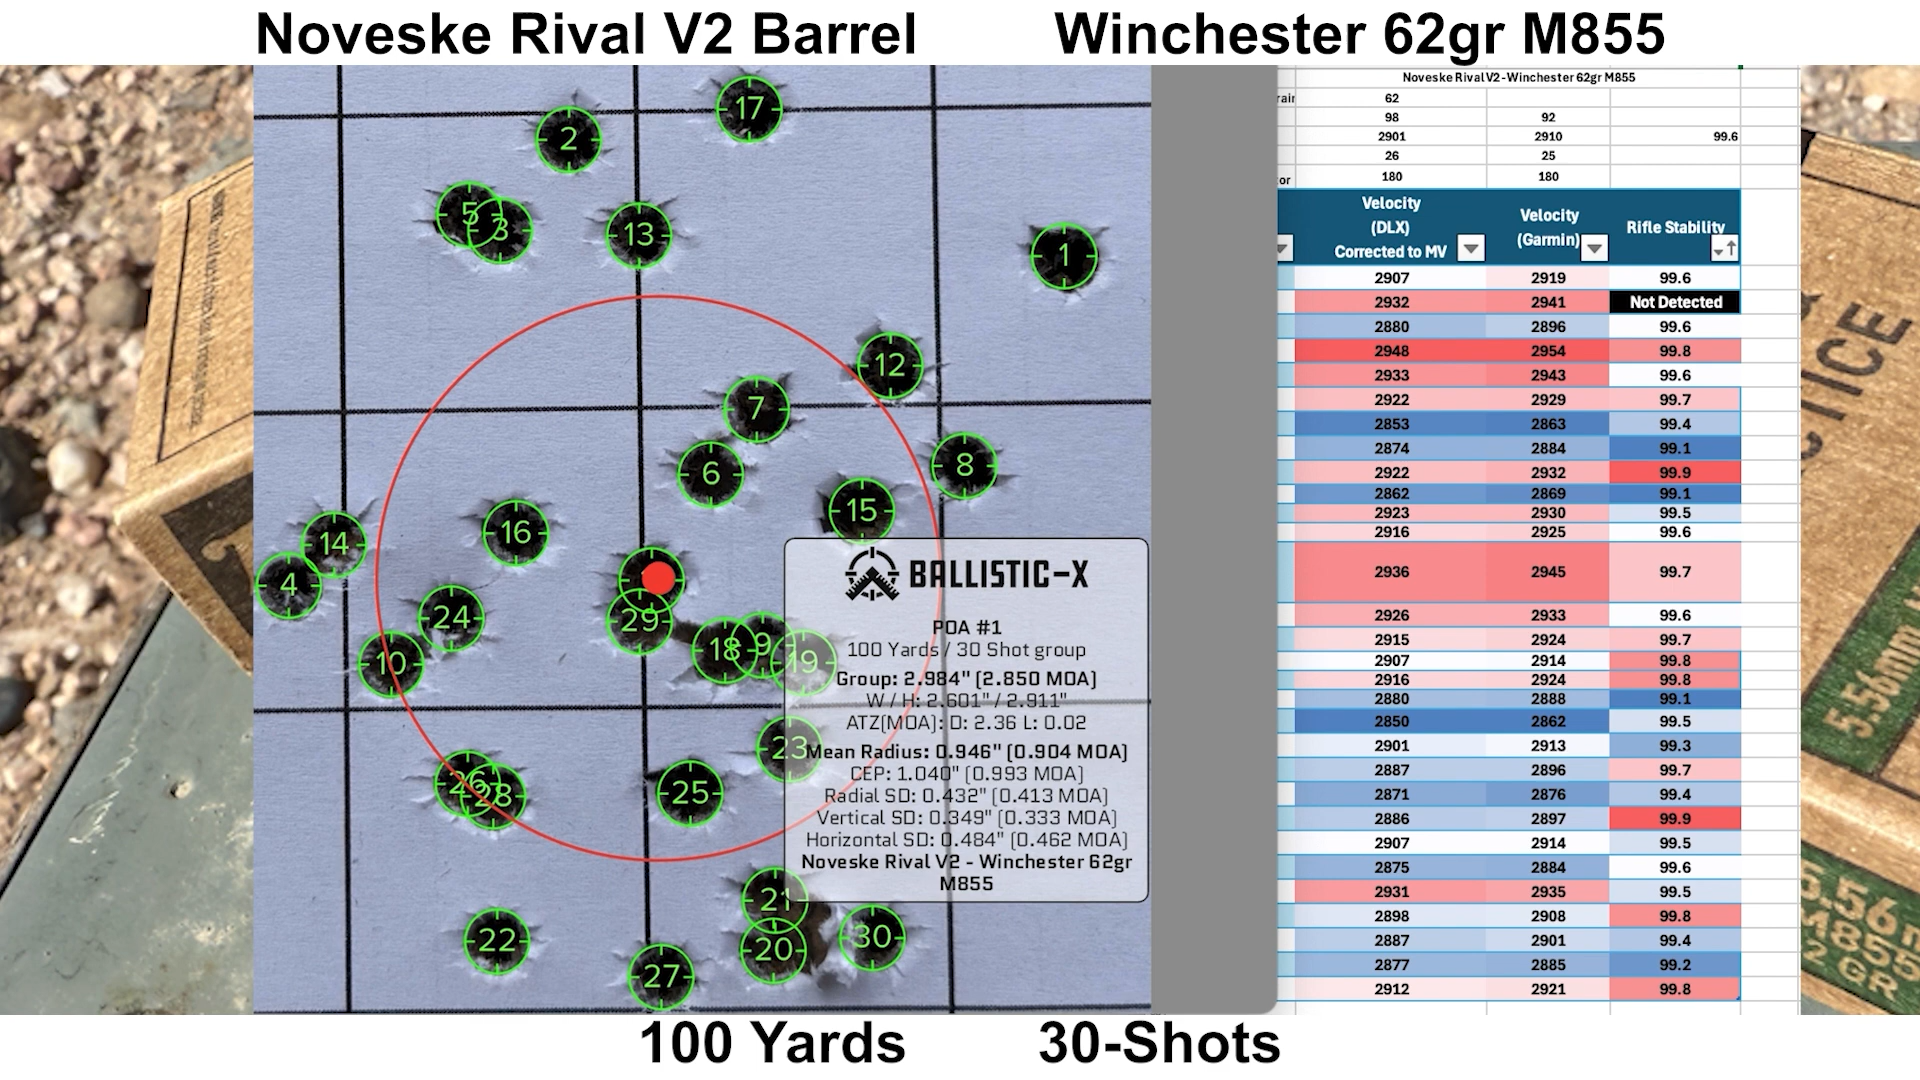 Noveske Rival V2 Barrel
Winchester 62gr M855
17
2
5
3
13
1
12
7
6
8
15
16
14
4
24
29
10
18
9
19
23
26
28
25
21
22
20
30
27
BALLISTIC-X
POA #1
100 Yards / 30 Shot group
Group: 2.984" (2.850 MOA)
W / H: 2.601" / 2.911"
ATZ(MOA): D: 2.36 L: 0.02
Mean Radius: 0.946" (0.904 MOA)
CEP: 1.040" (0.993 MOA)
Radial SD: 0.432" (0.413 MOA)
Vertical SD: 0.349" (0.333 MOA)
Horizontal SD: 0.484" (0.462 MOA)
Noveske Rival V2 - Winchester 62gr
M855
Noveske Rival V2 - Winchester 62gr M855
rain 62
98 92
2901 2910 99.6
26 25
or 180 180
Velocity
(DLX)
Corrected to MV
Velocity
(Garmin)
Rifle Stability
2907 2919 99.6
2932 2941 Not Detected
2880 2896 99.6
2948 2954 99.8
2933 2943 99.6
2922 2929 99.7
2853 2863 99.4
2874 2884 99.1
2922 2932 99.9
2862 2869 99.1
2923 2930 99.5
2916 2925 99.6
2936 2945 99.7
2926 2933 99.6
2915 2924 99.7
2907 2914 99.8
2916 2924 99.8
2880 2888 99.1
2850 2862 99.5
2901 2913 99.3
2887 2896 99.7
2871 2876 99.4
2886 2897 99.9
2907 2914 99.5
2875 2884 99.6
2931 2935 99.5
2898 2908 99.8
2887 2901 99.4
2877 2885 99.2
2912 2921 99.8
TICE
5.56mm
5.56m
M855
2 GR
100 Yards
30-Shots